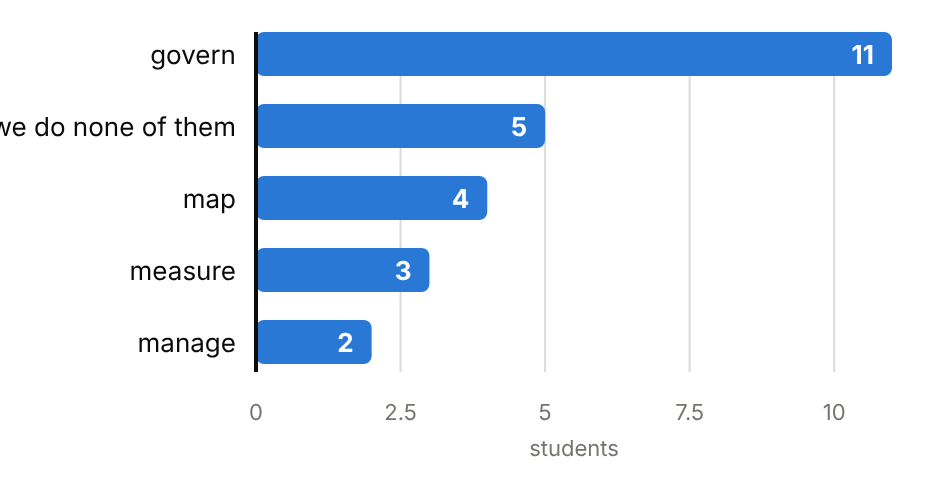 govern 11
we do none of them 5
map 4
measure 3
manage 2
0 2.5 5 7.5 10
students